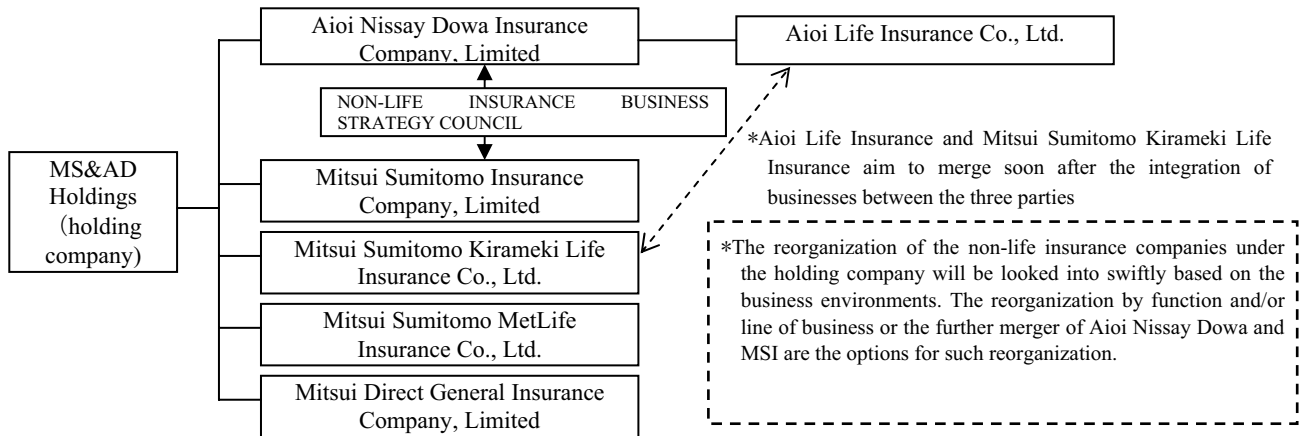 Aioi Nissay Dowa Insurance
Company, Limited
Aioi Life Insurance Co., Ltd.
NON-LIFE INSURANCE BUSINESS
STRATEGY COUNCIL
MS&AD
Holdings
（holding
company)
Mitsui Sumitomo Insurance
Company, Limited
Mitsui Sumitomo Kirameki Life
Insurance Co., Ltd.
Mitsui Sumitomo MetLife
Insurance Co., Ltd.
Mitsui Direct General Insurance
Company, Limited
*Aioi Life Insurance and Mitsui Sumitomo Kirameki Life
Insurance aim to merge soon after the integration of
businesses between the three parties
*The reorganization of the non-life insurance companies under
the holding company will be looked into swiftly based on the
business environments. The reorganization by function and/or
line of business or the further merger of Aioi Nissay Dowa and
MSI are the options for such reorganization.